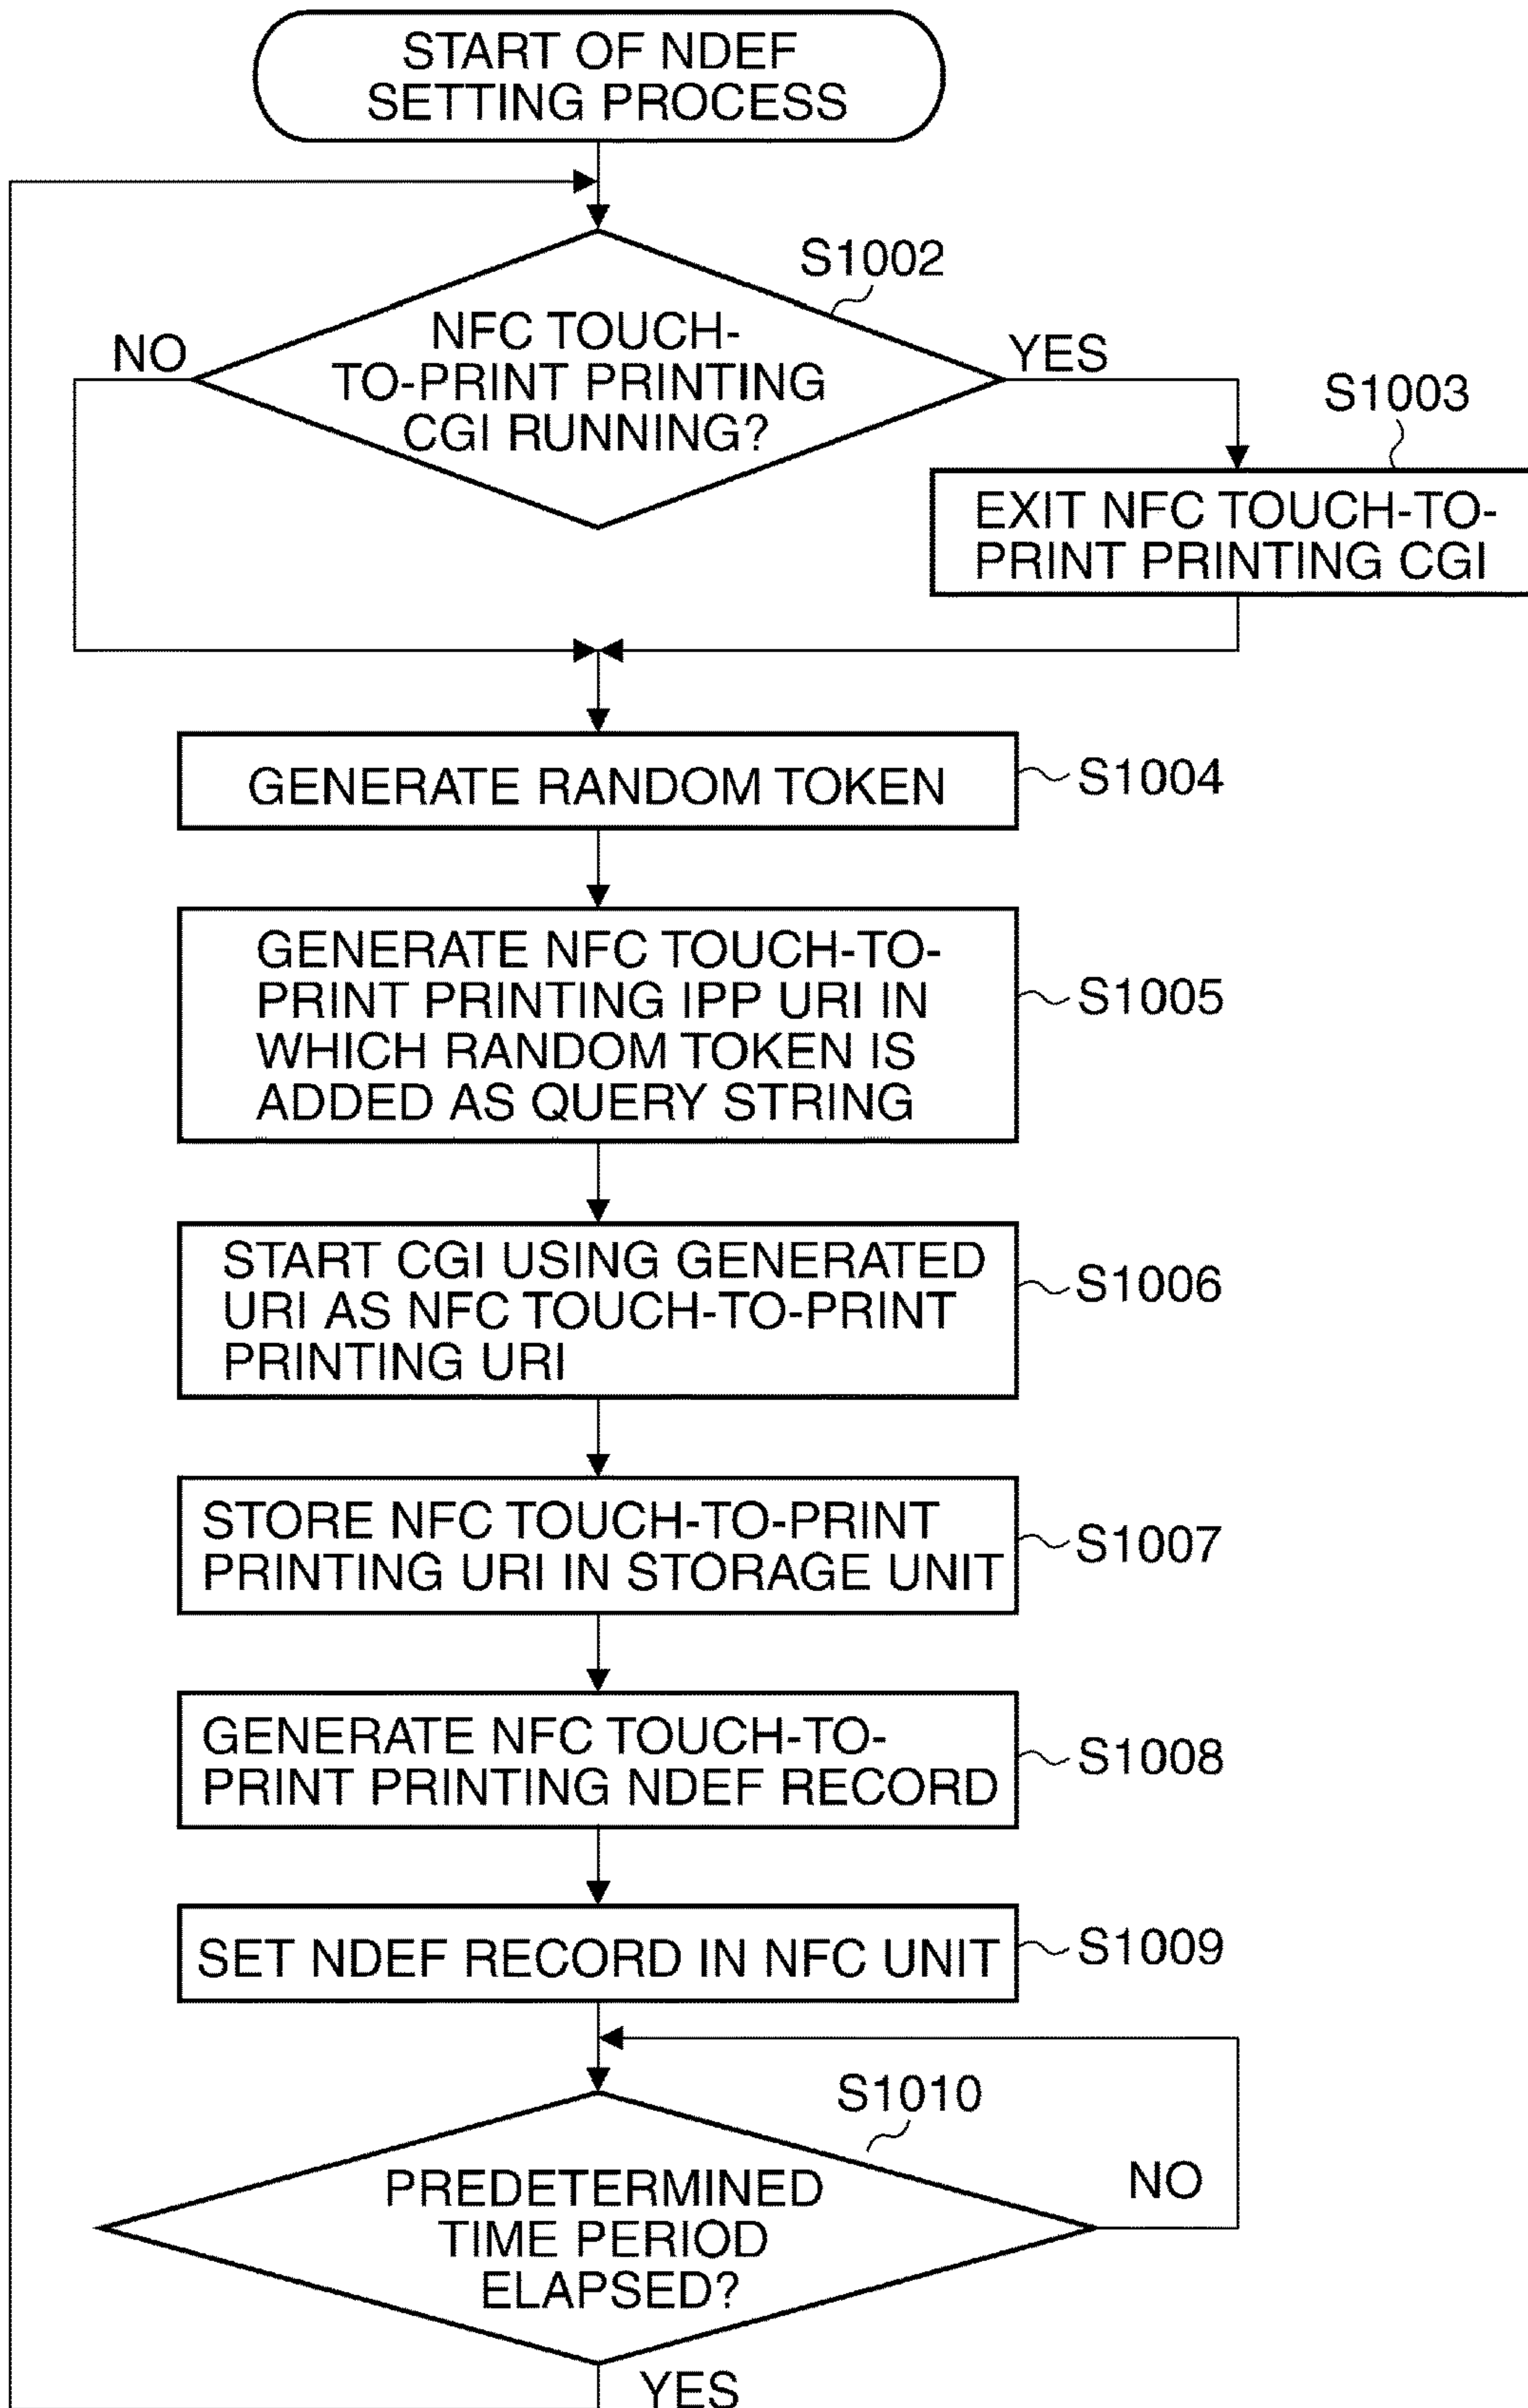 START OF NDEF
SETTING PROCESS
S1002
NFC TOUCH-
TO-PRINT PRINTING
CGI RUNNING?
NO
YES
S1003
EXIT NFC TOUCH-TO-
PRINT PRINTING CGI
GENERATE RANDOM TOKEN
S1004
GENERATE NFC TOUCH-TO-
PRINT PRINTING IPP URI IN
WHICH RANDOM TOKEN IS
ADDED AS QUERY STRING
S1005
START CGI USING GENERATED
URI AS NFC TOUCH-TO-PRINT
PRINTING URI
S1006
STORE NFC TOUCH-TO-PRINT
PRINTING URI IN STORAGE UNIT
S1007
GENERATE NFC TOUCH-TO-
PRINT PRINTING NDEF RECORD
S1008
SET NDEF RECORD IN NFC UNIT
S1009
S1010
PREDETERMINED
TIME PERIOD
ELAPSED?
NO
YES